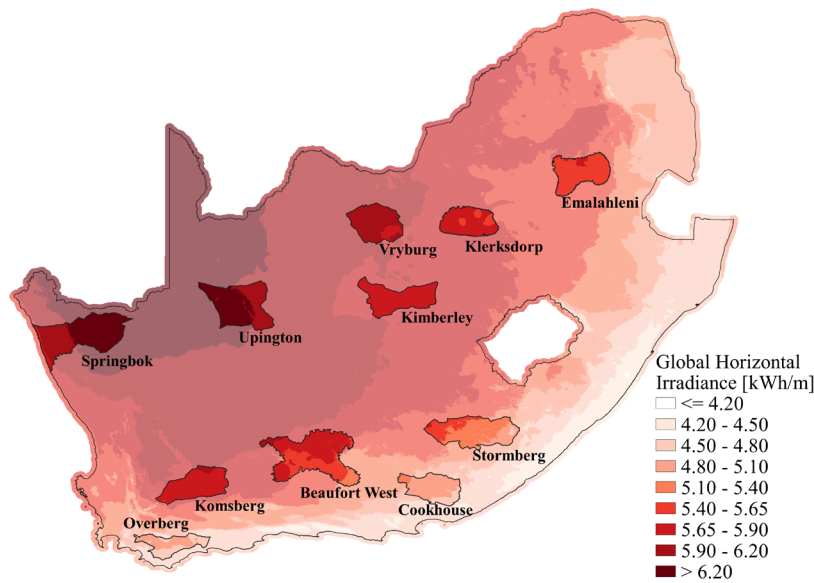 Emalahleni
Vryburg
Klerksdorp
Kimberley
Upington
Springbok
Stormberg
Beaufort West
Komsberg
Cookhouse
Overberg
Global Horizontal
Irradiance [kWh/m]
<= 4.20
4.20 - 4.50
4.50 - 4.80
4.80 - 5.10
5.10 - 5.40
5.40 - 5.65
5.65 - 5.90
5.90 - 6.20
> 6.20